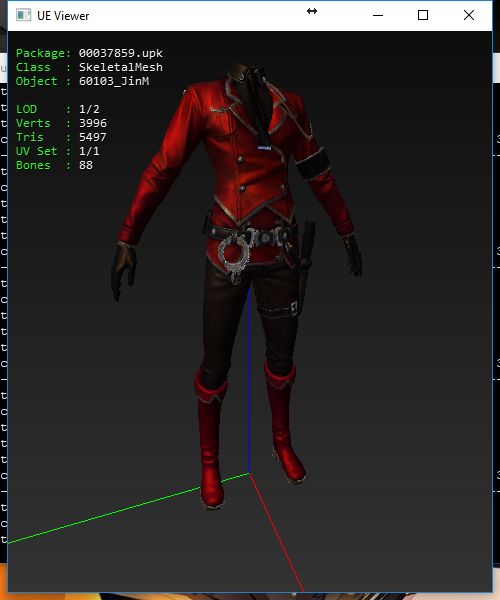 UE Viewer
Package: 00037859.upk
Class : SkeletalMesh
Object : 60103_JinM
LOD : 1/2
Verts : 3996
Tris : 5497
UV Set : 1/1
Bones : 88